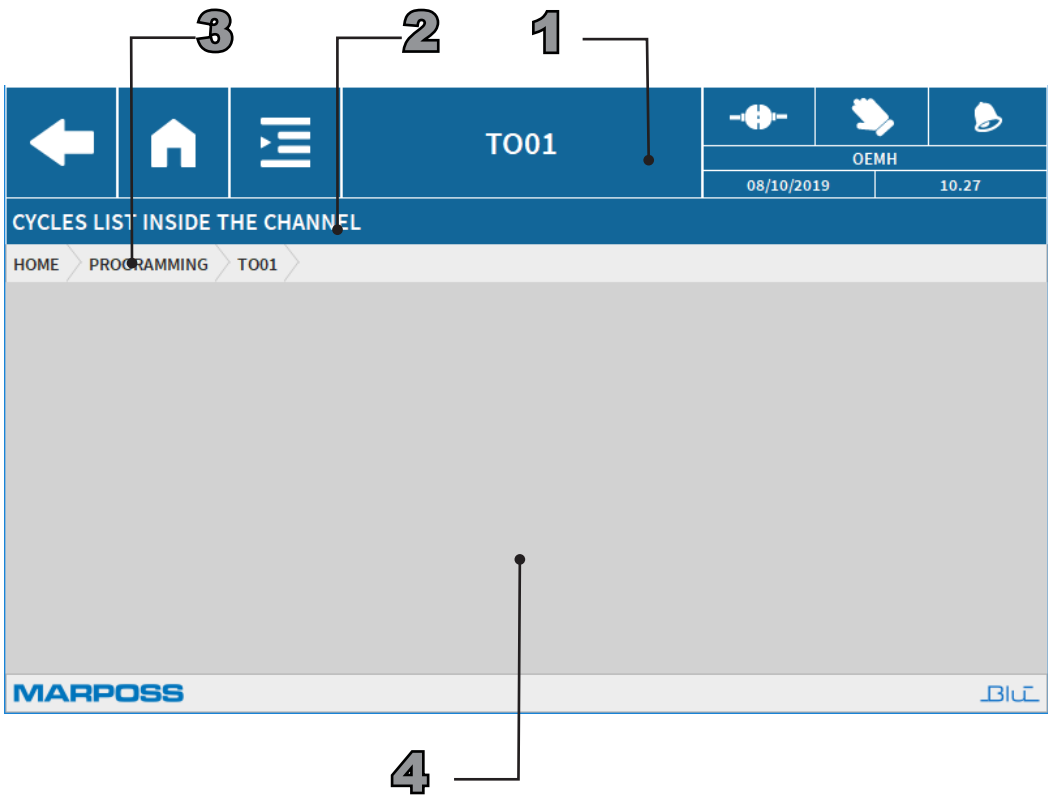 3 2 1
TO01
OEMH
08/10/2019 10.27
CYCLES LIST INSIDE THE CHANNEL
HOME PROGRAMMING TO01
MARPOSS BLÚ
4